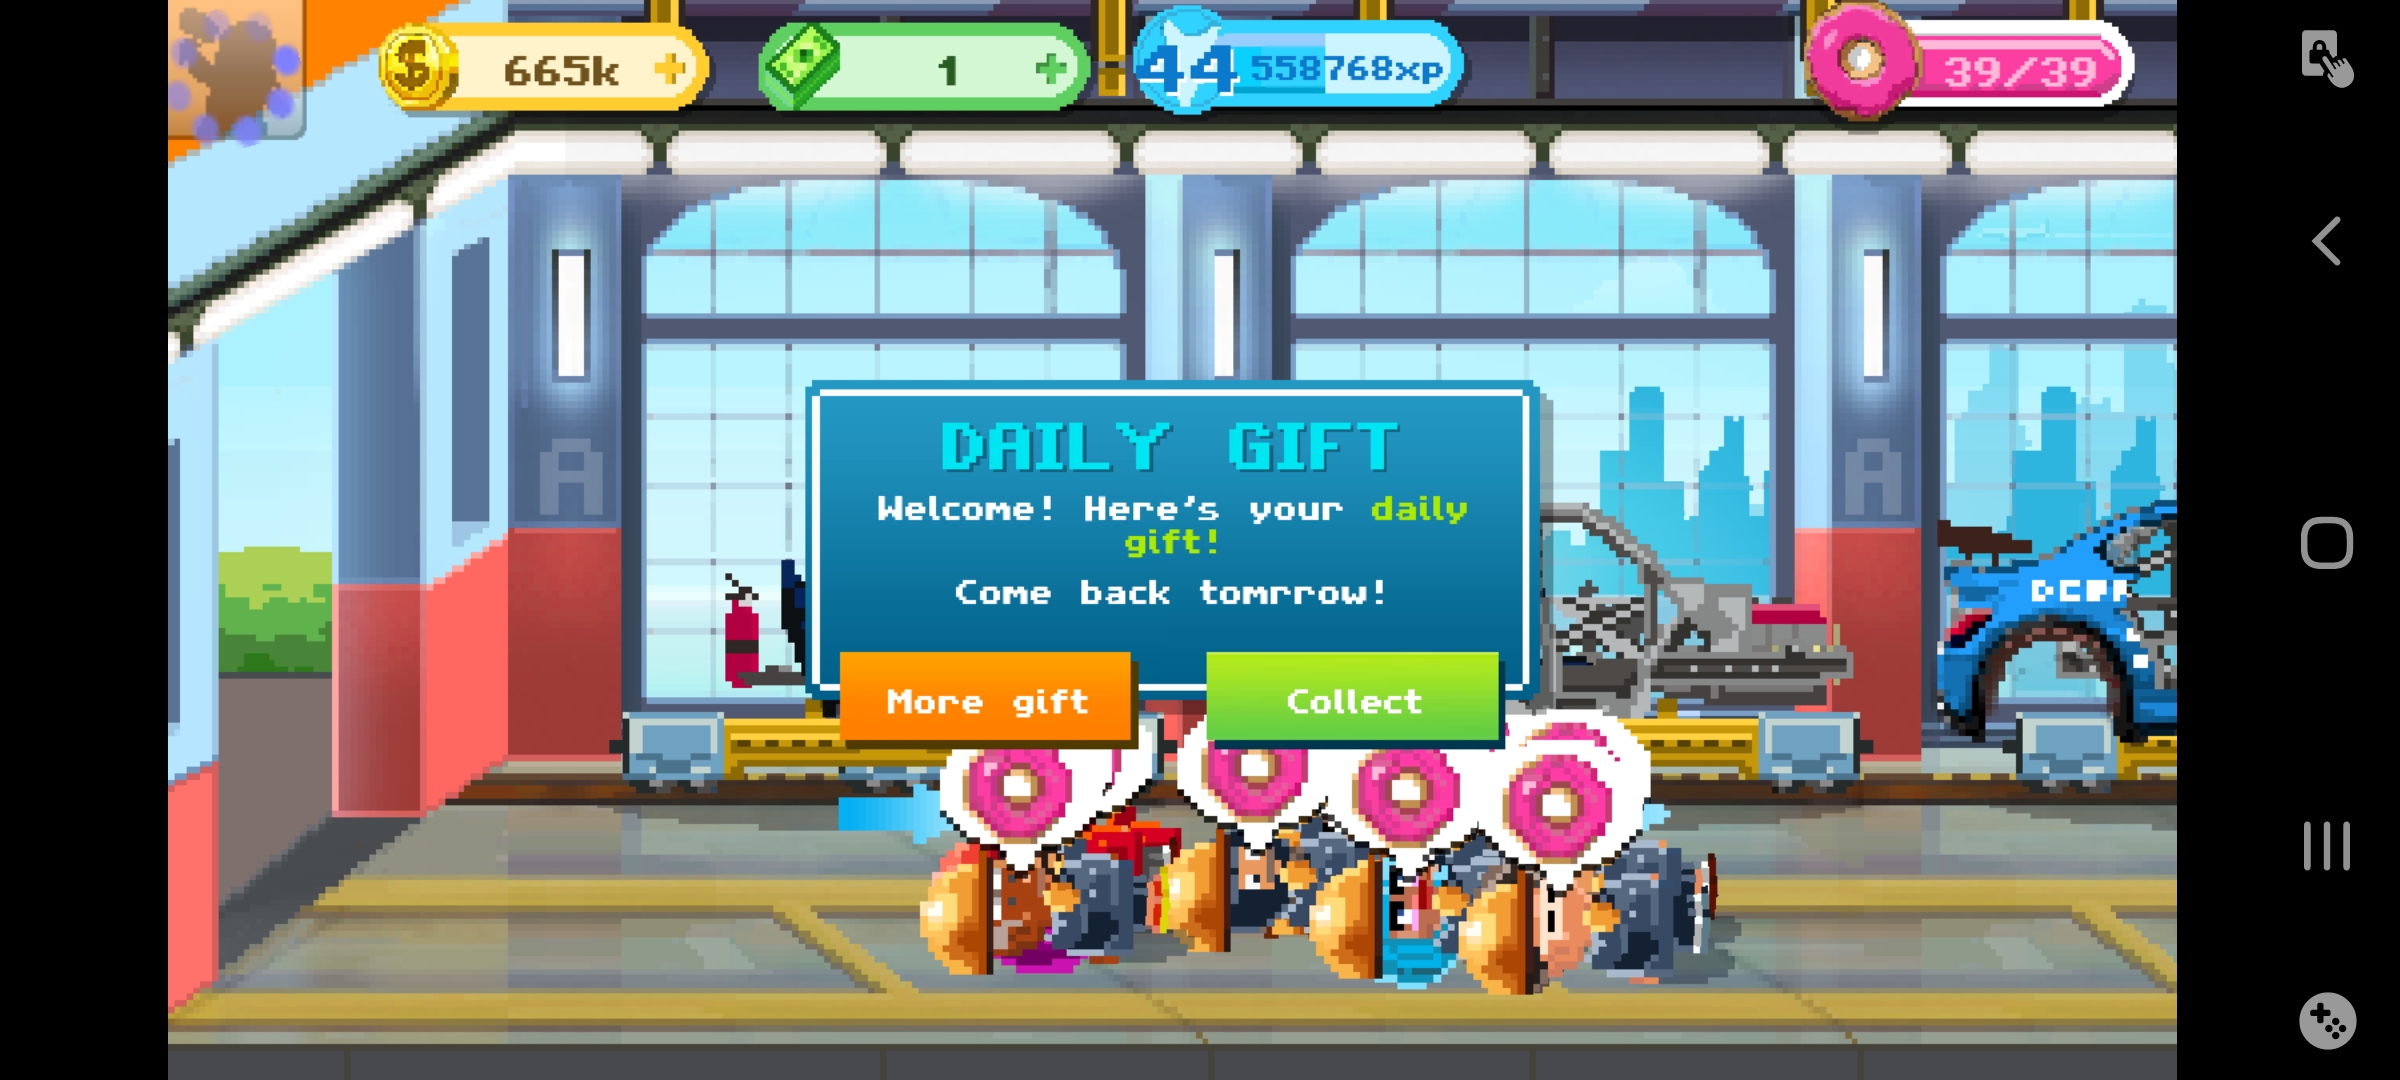 665k
1
44
558768xp
39/39
A
A
DAILY GIFT
Welcome! Here's your daily
gift!
Come back tomrrow!
More gift
Collect